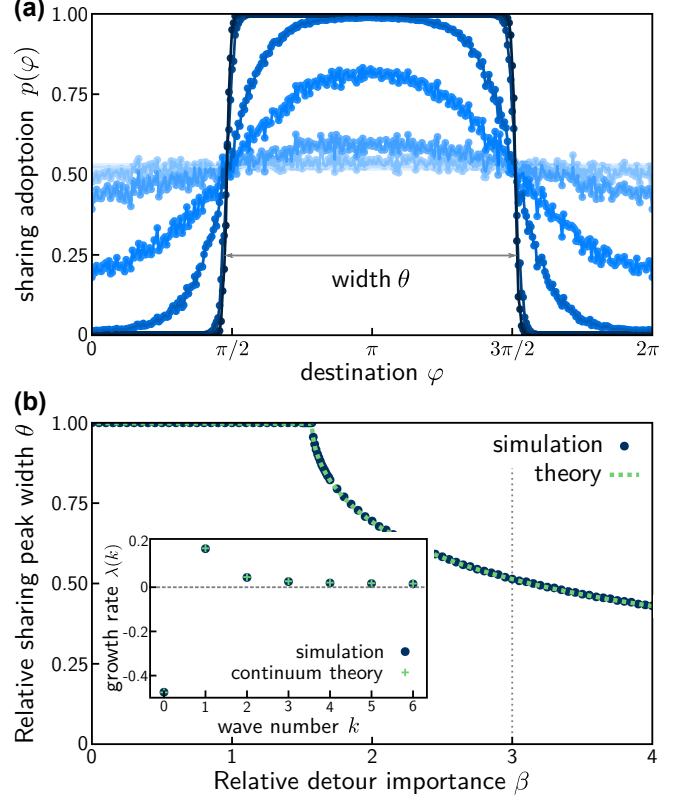 (a)
1.00
0.75
0.50
0.25
0
sharing adoptoion p(φ)
width θ
0
π/2
π
3π/2
2π
destination φ
(b)
1.00
0.75
0.50
0.25
0
Relative sharing peak width θ
simulation
theory
0.2
0
-0.2
-0.4
growth rate λ(k)
simulation
continuum theory
0 1 2 3 4 5 6
wave number k
0 1 2 3 4
Relative detour importance β